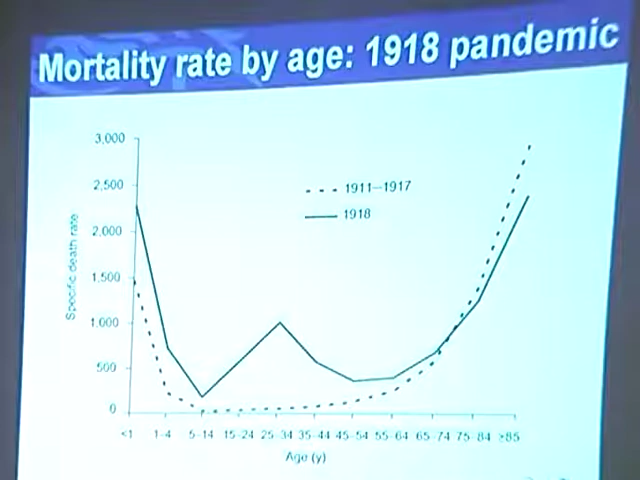 Mortality rate by age: 1918 pandemic
3,000
2,500
2,000
1,500
1,000
500
0
Specific death rate
1911–1917
1918
<1 1–4 5–14 15–24 25–34 35–44 45–54 55–64 65–74 75–84 ≥85
Age (y)